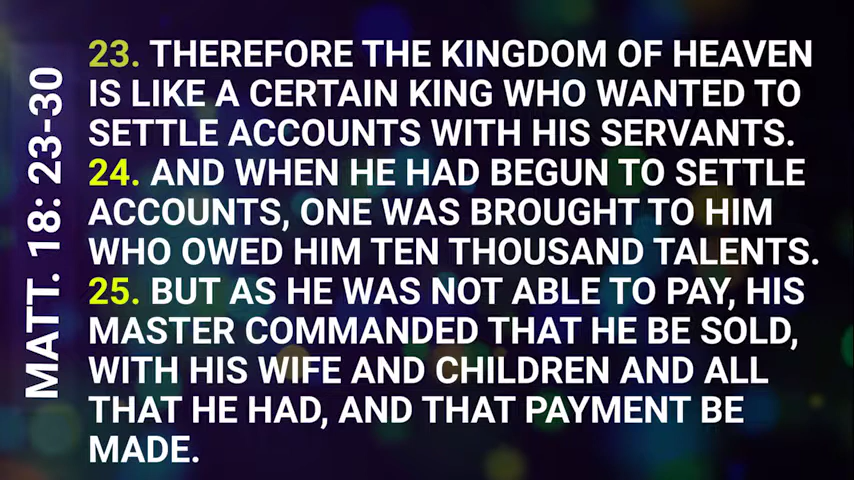 MATT. 18: 23-30
23. THEREFORE THE KINGDOM OF HEAVEN
IS LIKE A CERTAIN KING WHO WANTED TO
SETTLE ACCOUNTS WITH HIS SERVANTS.
24. AND WHEN HE HAD BEGUN TO SETTLE
ACCOUNTS, ONE WAS BROUGHT TO HIM
WHO OWED HIM TEN THOUSAND TALENTS.
25. BUT AS HE WAS NOT ABLE TO PAY, HIS
MASTER COMMANDED THAT HE BE SOLD,
WITH HIS WIFE AND CHILDREN AND ALL
THAT HE HAD, AND THAT PAYMENT BE
MADE.